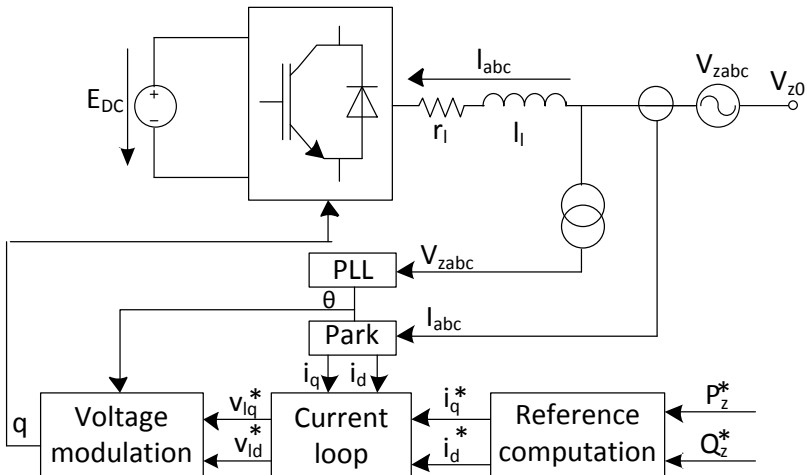 I_abc
V_zabc
V_z0
E_DC
+
−
r_l
l_l
PLL
V_zabc
θ
Park
I_abc
i_q
i_d
q
Voltage
modulation
v_lq*
v_ld*
Current
loop
i_q*
i_d*
Reference
computation
P_z*
Q_z*